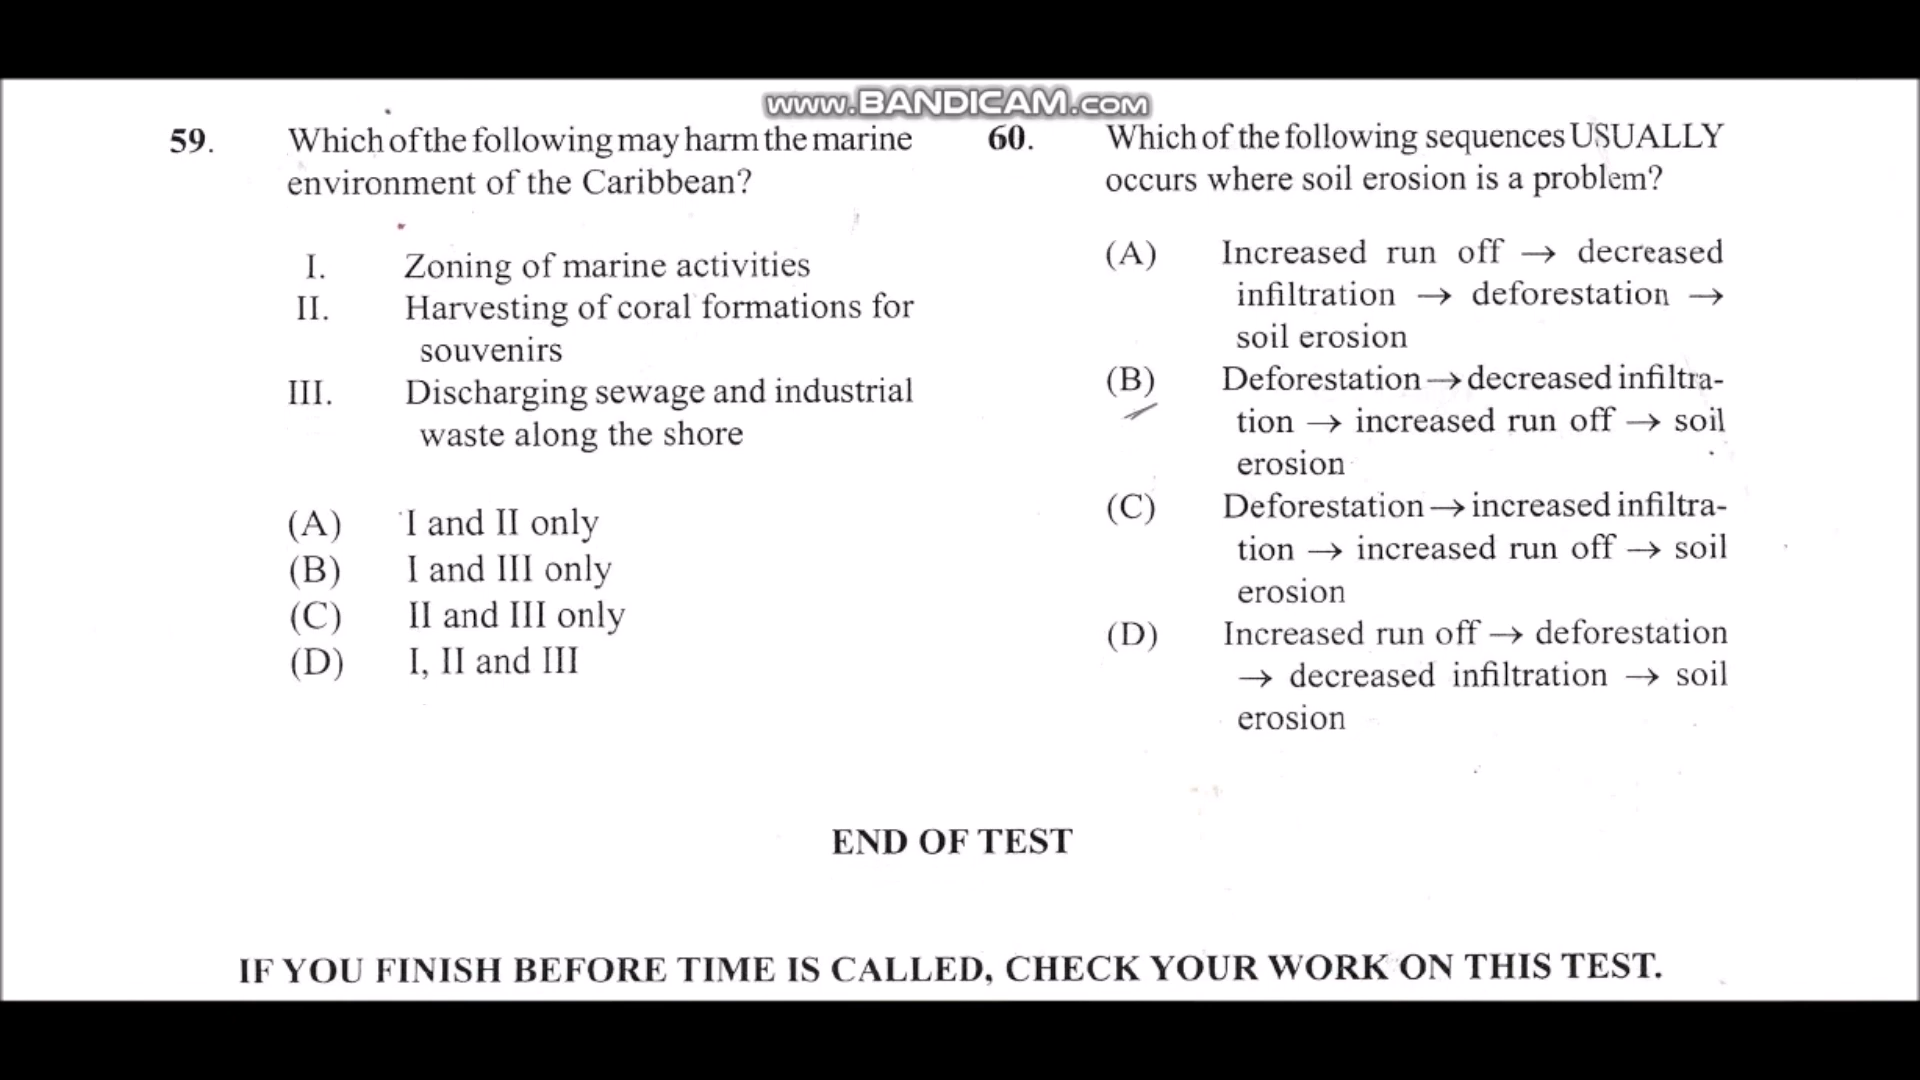 www.BANDICAM.com
59. Which of the following may harm the marine
environment of the Caribbean?
I. Zoning of marine activities
II. Harvesting of coral formations for
souvenirs
III. Discharging sewage and industrial
waste along the shore
(A) I and II only
(B) I and III only
(C) II and III only
(D) I, II and III
60. Which of the following sequences USUALLY
occurs where soil erosion is a problem?
(A) Increased run off → decreased
infiltration → deforestation →
soil erosion
(B) Deforestation → decreased infiltra-
tion → increased run off → soil
erosion
(C) Deforestation → increased infiltra-
tion → increased run off → soil
erosion
(D) Increased run off → deforestation
→ decreased infiltration → soil
erosion
END OF TEST
IF YOU FINISH BEFORE TIME IS CALLED, CHECK YOUR WORK ON THIS TEST.